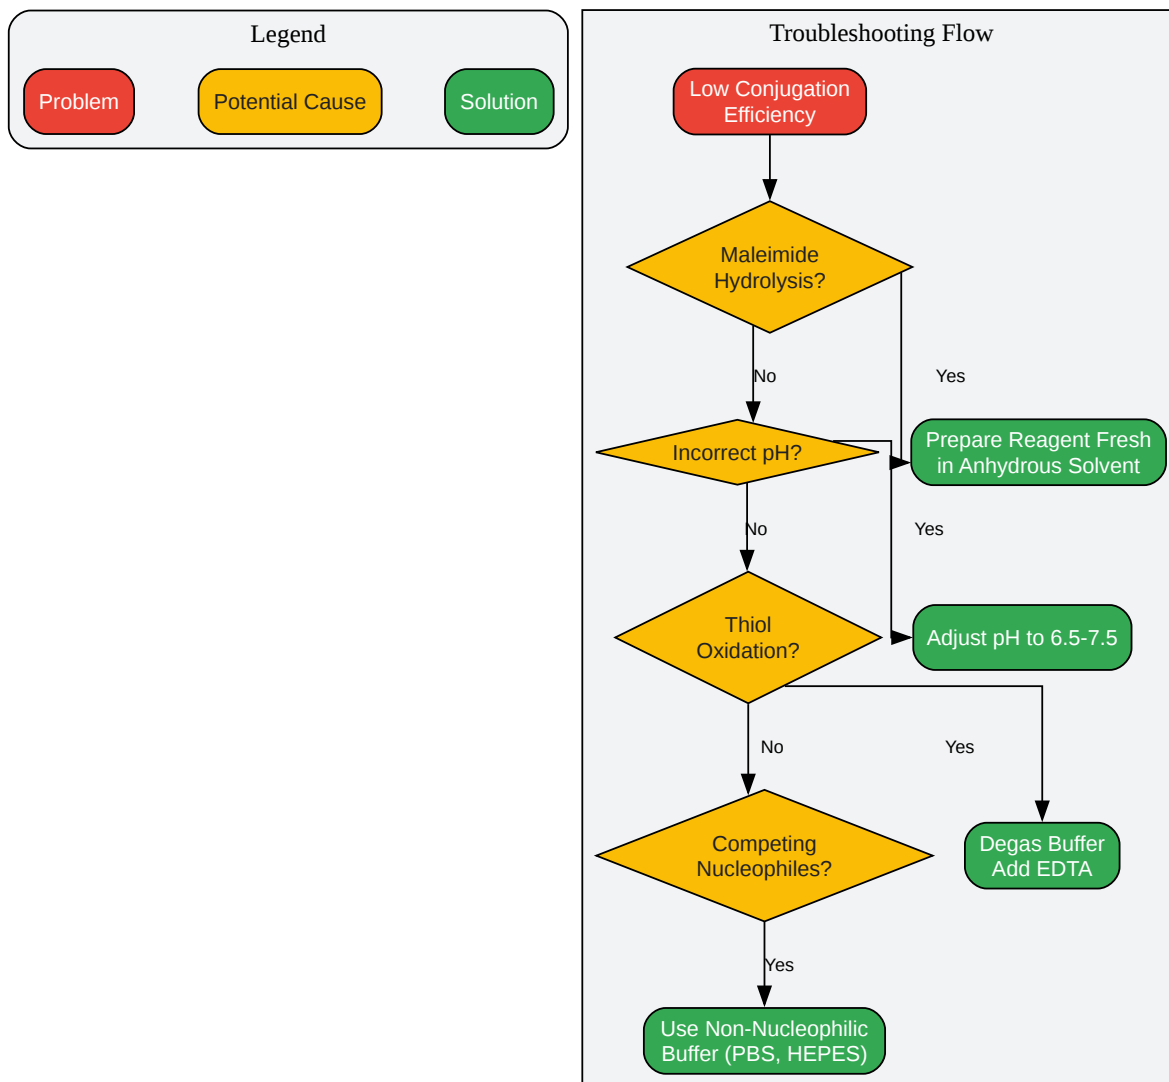 Legend
Problem
Potential Cause
Solution
Troubleshooting Flow
Low Conjugation
Efficiency
Maleimide
Hydrolysis?
No
Yes
Prepare Reagent Fresh
in Anhydrous Solvent
Incorrect pH?
No
Yes
Thiol
Oxidation?
Adjust pH to 6.5-7.5
No
Yes
Competing
Nucleophiles?
Degas Buffer
Add EDTA
Yes
Use Non-Nucleophilic
Buffer (PBS, HEPES)